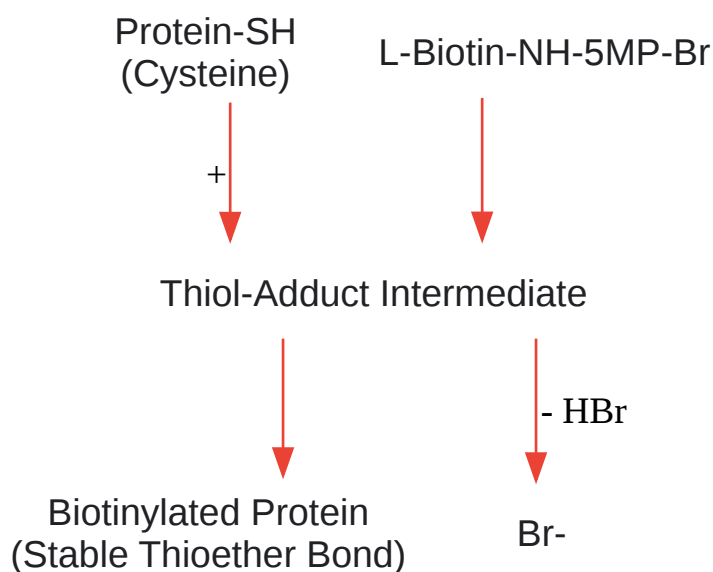 Protein-SH
(Cysteine)
L-Biotin-NH-5MP-Br
+
Thiol-Adduct Intermediate
- HBr
Biotinylated Protein
(Stable Thioether Bond)
Br-